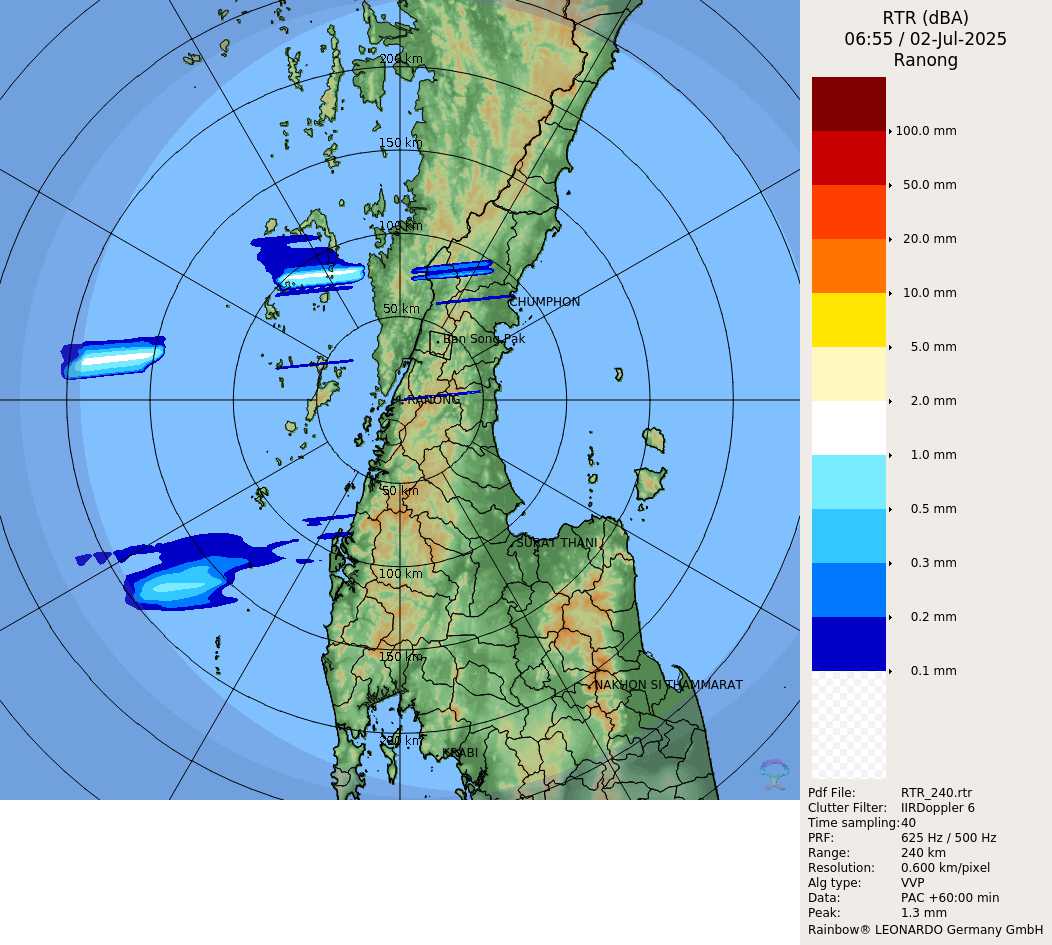 RTR (dBA)
06:55 / 02-Jul-2025
Ranong
200 km
150 km
100 km
50 km
CHUMPHON
Ban Song Pak
RANONG
50 km
SURAT THANI
100 km
150 km
NAKHON SI THAMMARAT
200 km
KRABI
100.0 mm
50.0 mm
20.0 mm
10.0 mm
5.0 mm
2.0 mm
1.0 mm
0.5 mm
0.3 mm
0.2 mm
0.1 mm
Pdf File: RTR_240.rtr
Clutter Filter: IIRDoppler 6
Time sampling:40
PRF: 625 Hz / 500 Hz
Range: 240 km
Resolution: 0.600 km/pixel
Alg type: VVP
Data: PAC +60:00 min
Peak: 1.3 mm
Rainbow® LEONARDO Germany GmbH